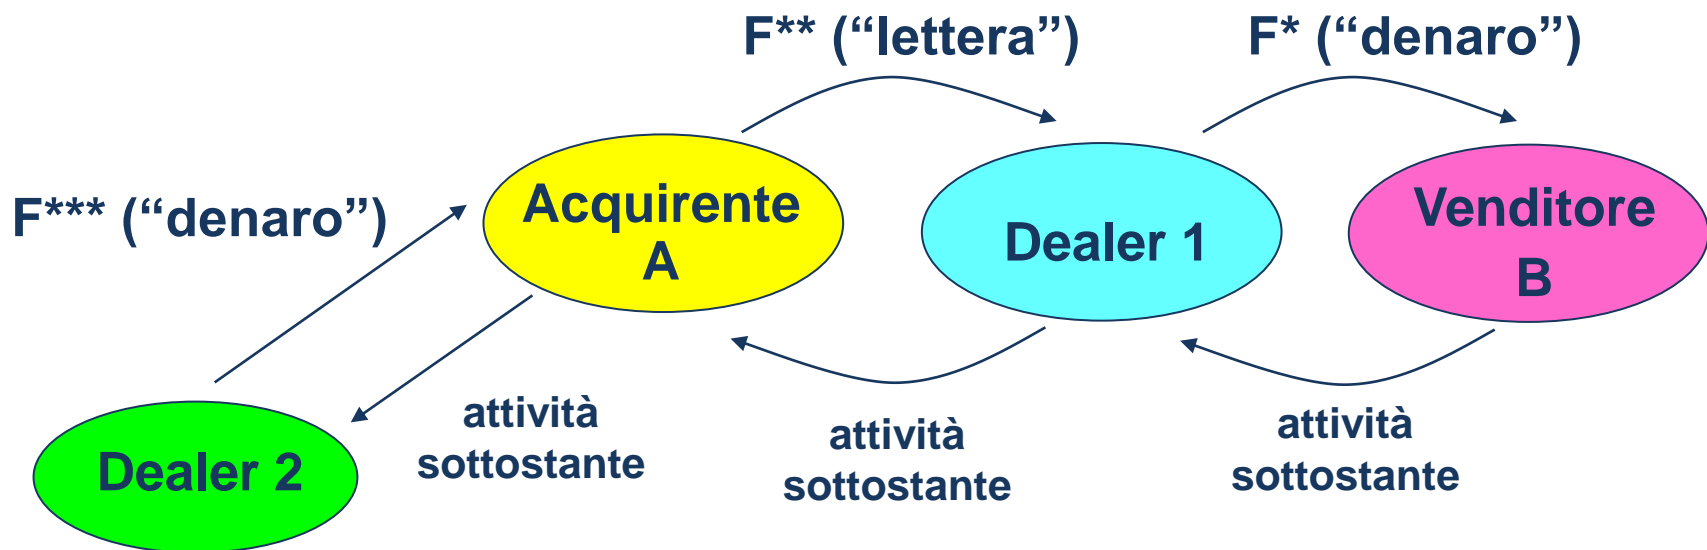 F** (“lettera”)
F* (“denaro”)
F*** (“denaro”)
Acquirente
A
Dealer 1
Venditore
B
Dealer 2
attività
sottostante
attività
sottostante
attività
sottostante